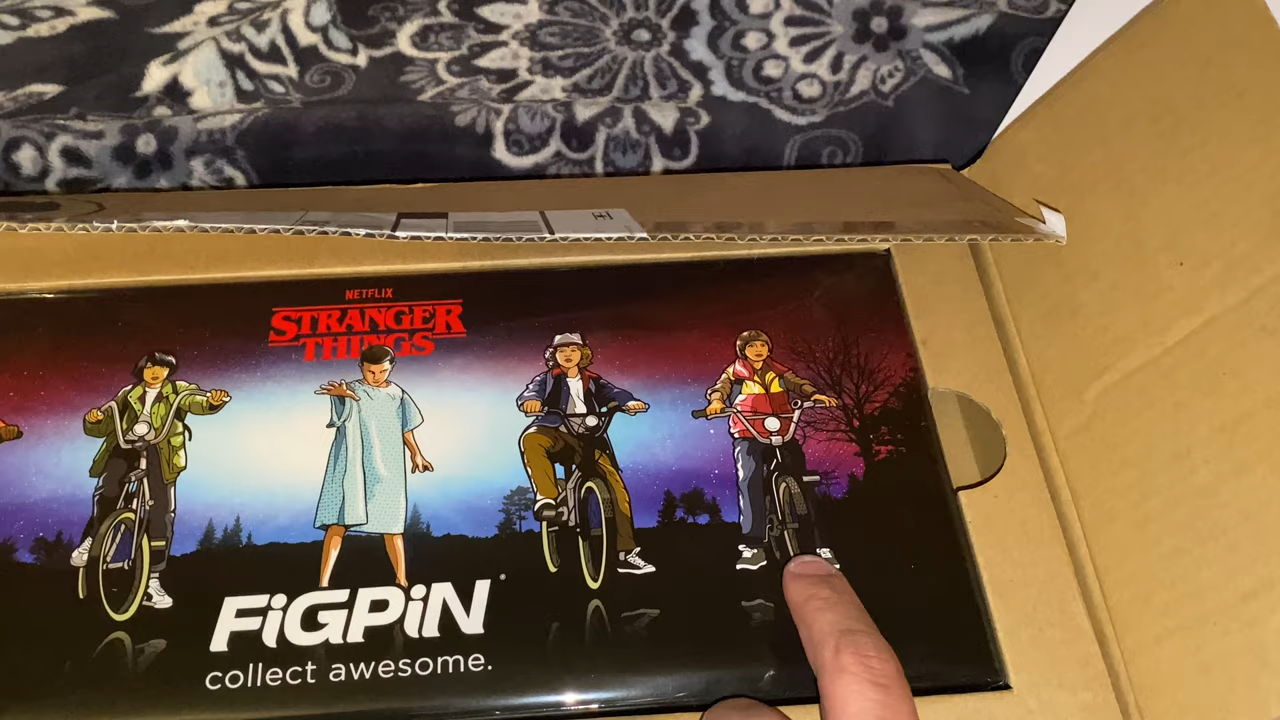 NETFLIX
STRANGER
THINGS
FiGPiN
collect awesome.